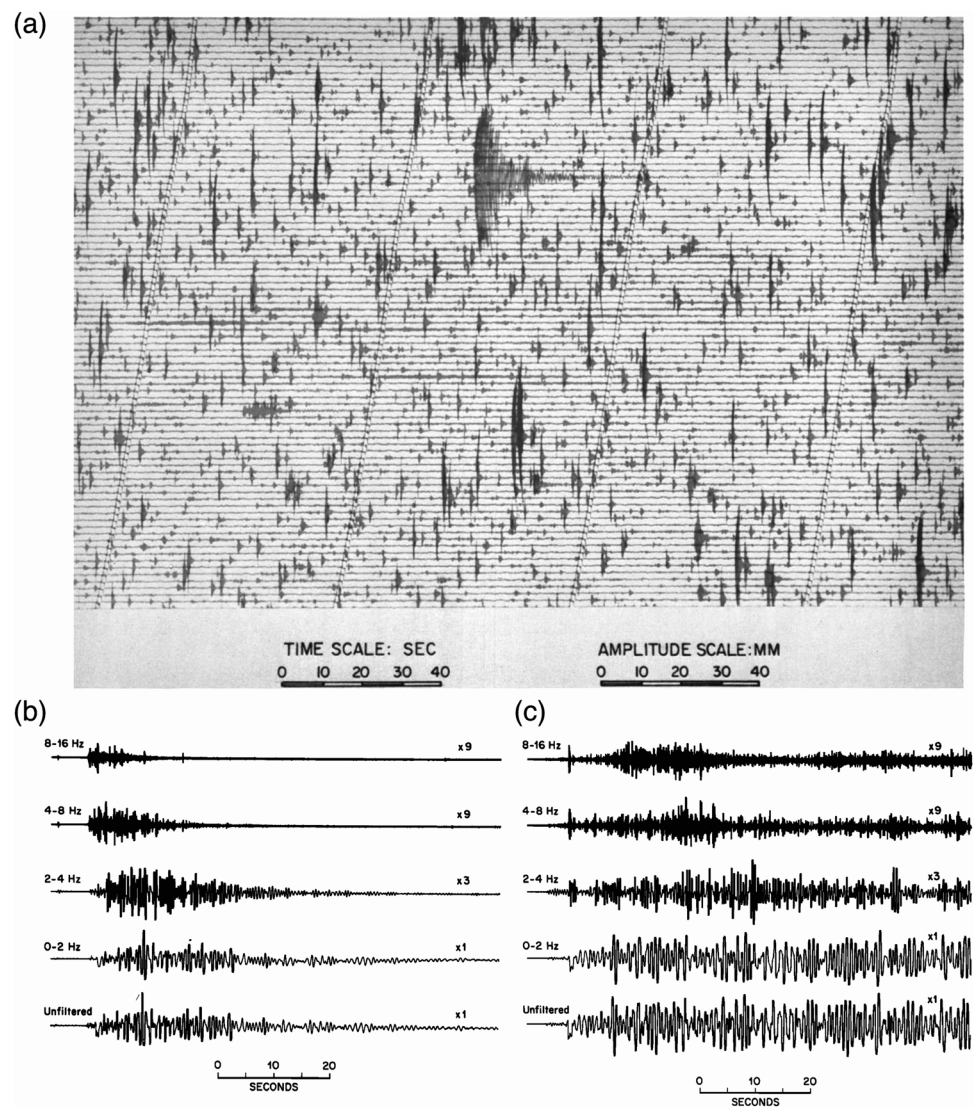 (a)
TIME SCALE: SEC
0 10 20 30 40
AMPLITUDE SCALE:MM
0 10 20 30 40
(b)
8-16 Hz
x9
4-8 Hz
x9
2-4 Hz
x3
0-2 Hz
x1
Unfiltered
x1
0 10 20
SECONDS
(c)
8-16 Hz
x9
4-8 Hz
x9
2-4 Hz
x3
0-2 Hz
x1
Unfiltered
x1
0 10 20
SECONDS